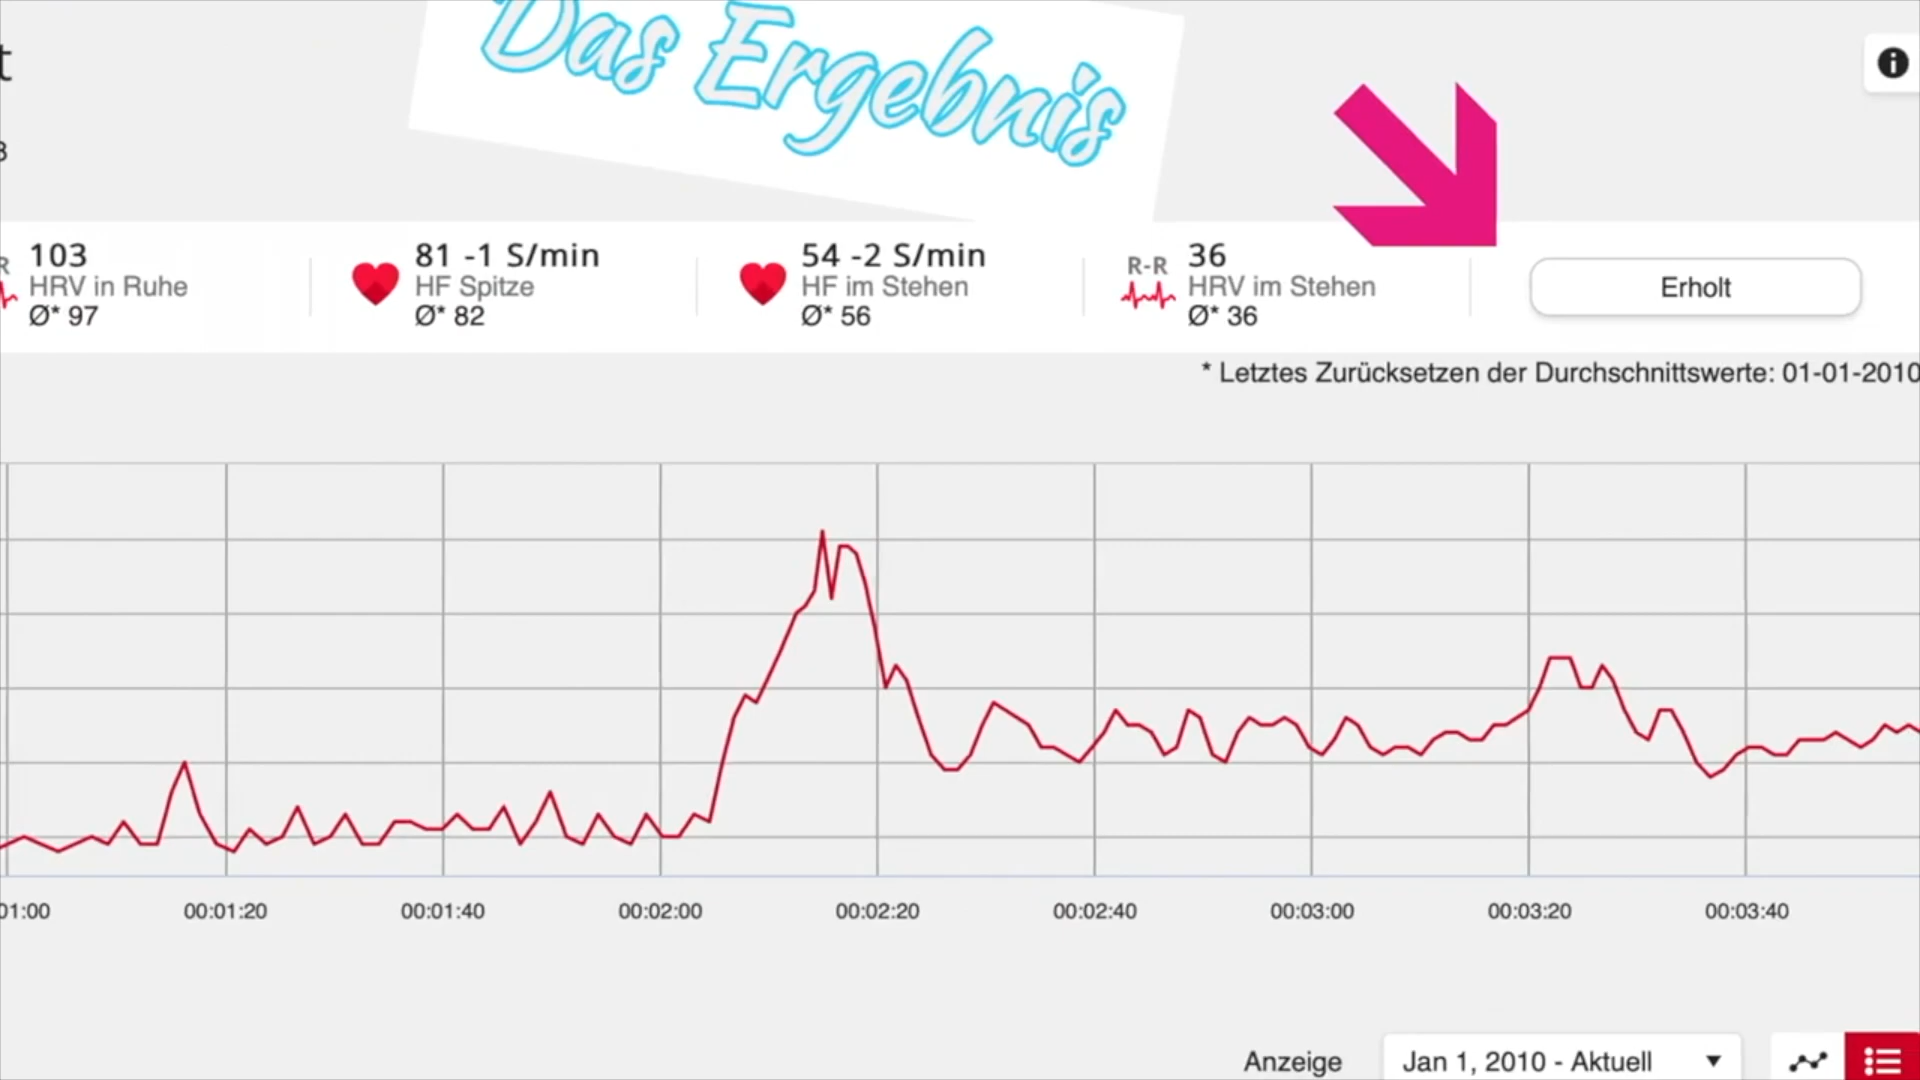 Das Ergebnis
t
3
R
103
HRV in Ruhe
Ø* 97
81 -1 S/min
HF Spitze
Ø* 82
54 -2 S/min
HF im Stehen
Ø* 56
R-R
36
HRV im Stehen
Ø* 36
Erholt
* Letztes Zurücksetzen der Durchschnittswerte: 01-01-2010
01:00
00:01:20
00:01:40
00:02:00
00:02:20
00:02:40
00:03:00
00:03:20
00:03:40
Anzeige
Jan 1, 2010 - Aktuell